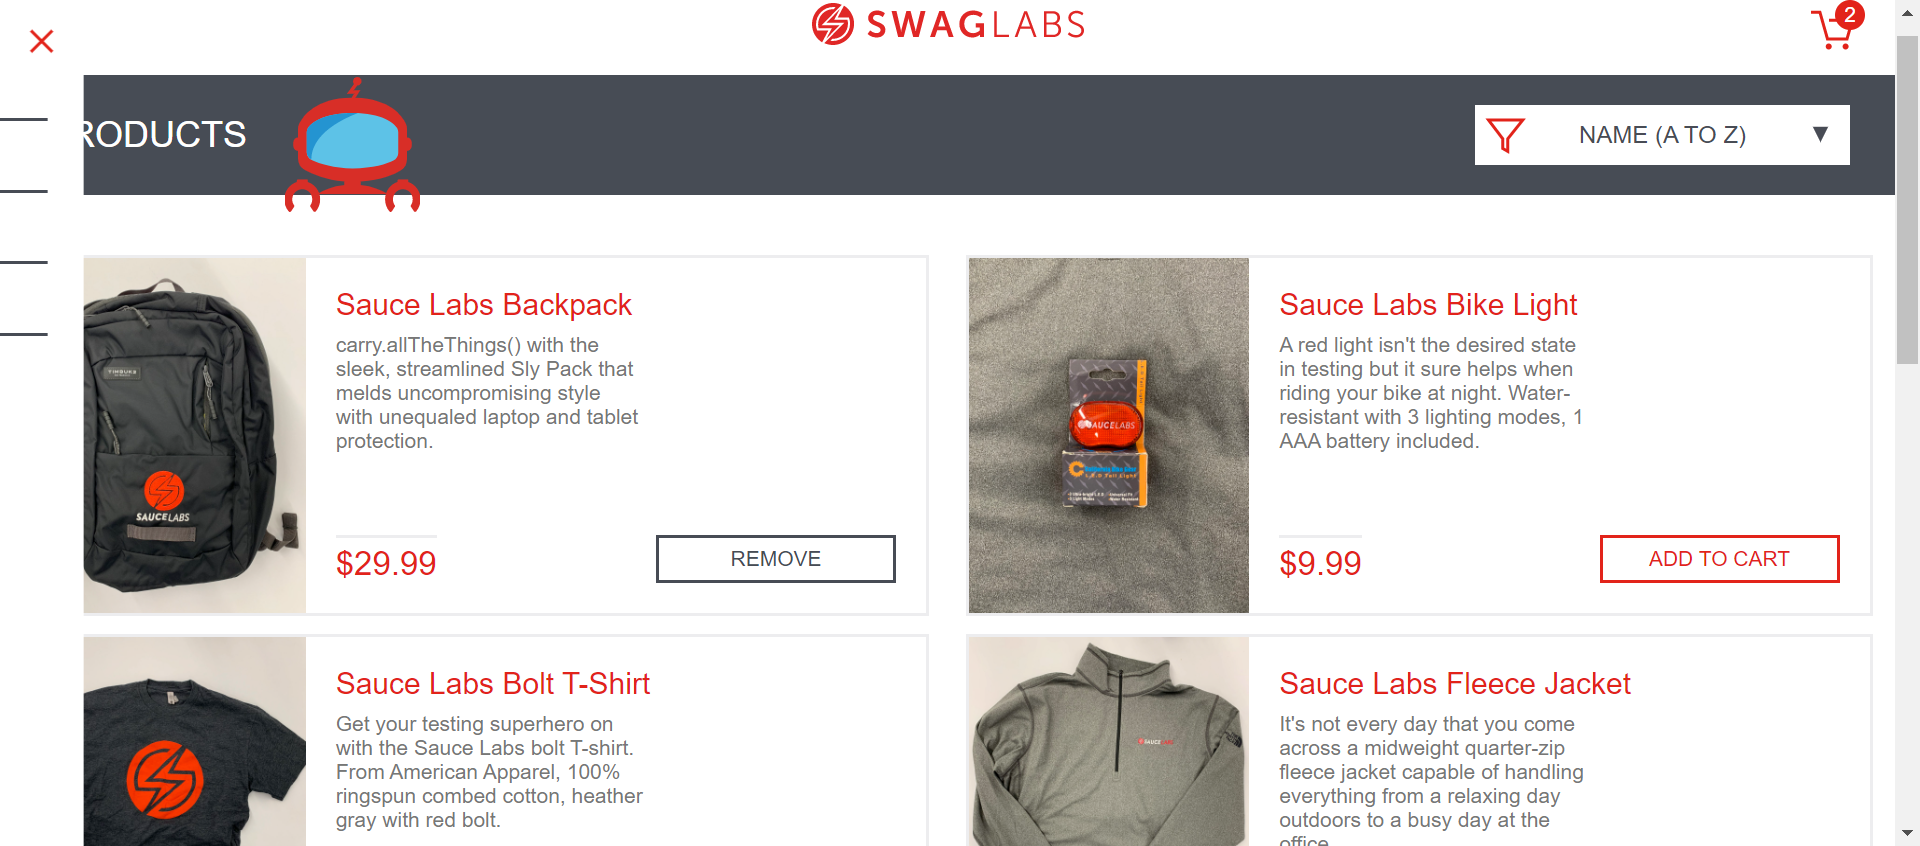 SWAGLABS
2
RODUCTS
NAME (A TO Z)
Sauce Labs Backpack
carry.allTheThings() with the
sleek, streamlined Sly Pack that
melds uncompromising style
with unequaled laptop and tablet
protection.
TIMBUK2
SAUCELABS
$29.99
REMOVE
Sauce Labs Bike Light
A red light isn't the desired state
in testing but it sure helps when
riding your bike at night. Water-
resistant with 3 lighting modes, 1
AAA battery included.
SAUCELABS
$9.99
ADD TO CART
Sauce Labs Bolt T-Shirt
Get your testing superhero on
with the Sauce Labs bolt T-shirt.
From American Apparel, 100%
ringspun combed cotton, heather
gray with red bolt.
Sauce Labs Fleece Jacket
It's not every day that you come
across a midweight quarter-zip
fleece jacket capable of handling
everything from a relaxing day
outdoors to a busy day at the
office
SAUCELABS